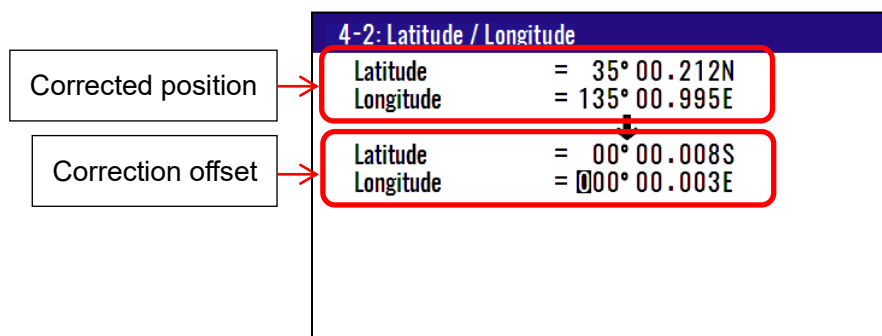 4-2: Latitude / Longitude
Corrected position
Latitude = 35° 00.212N
Longitude = 135° 00.995E
Correction offset
Latitude = 00° 00.008S
Longitude = 000° 00.003E